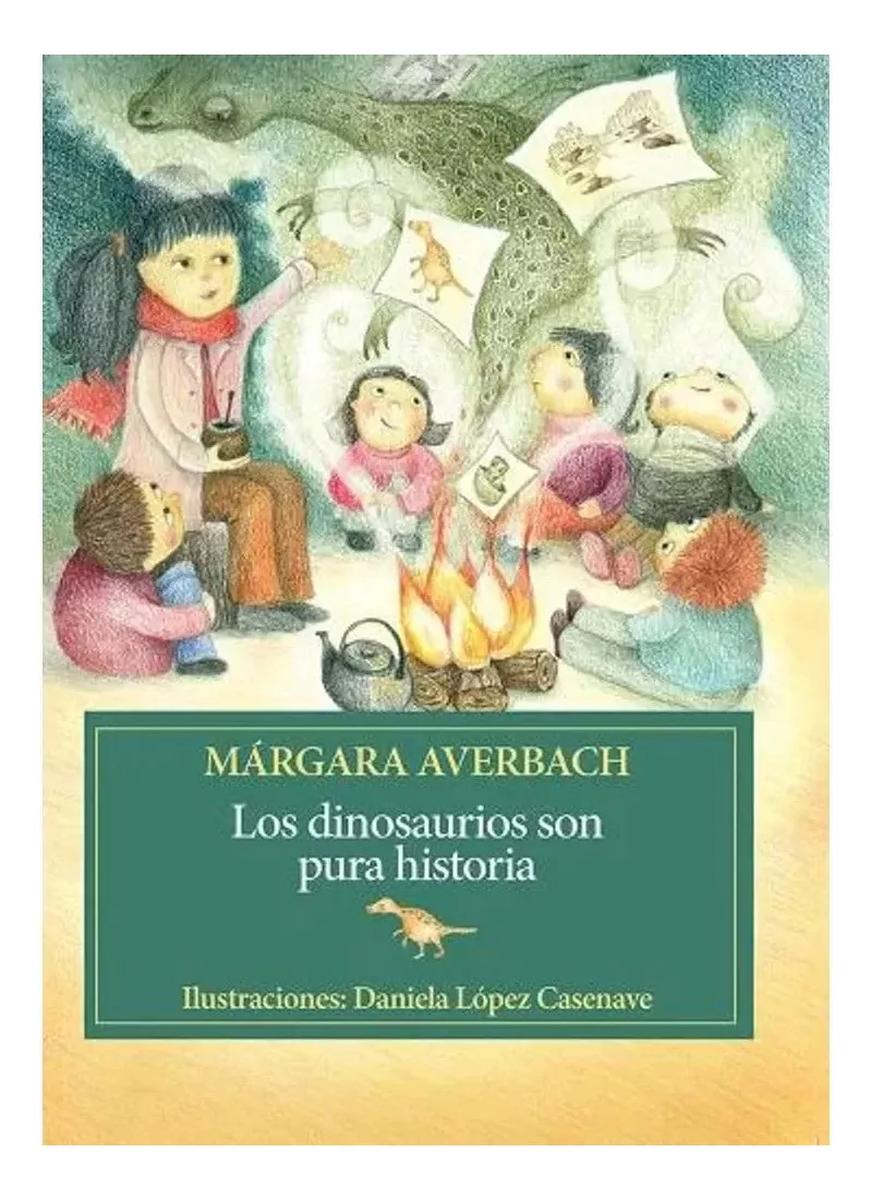 MÁRGARA AVERBACH
Los dinosaurios son
pura historia
Ilustraciones: Daniela López Casenave